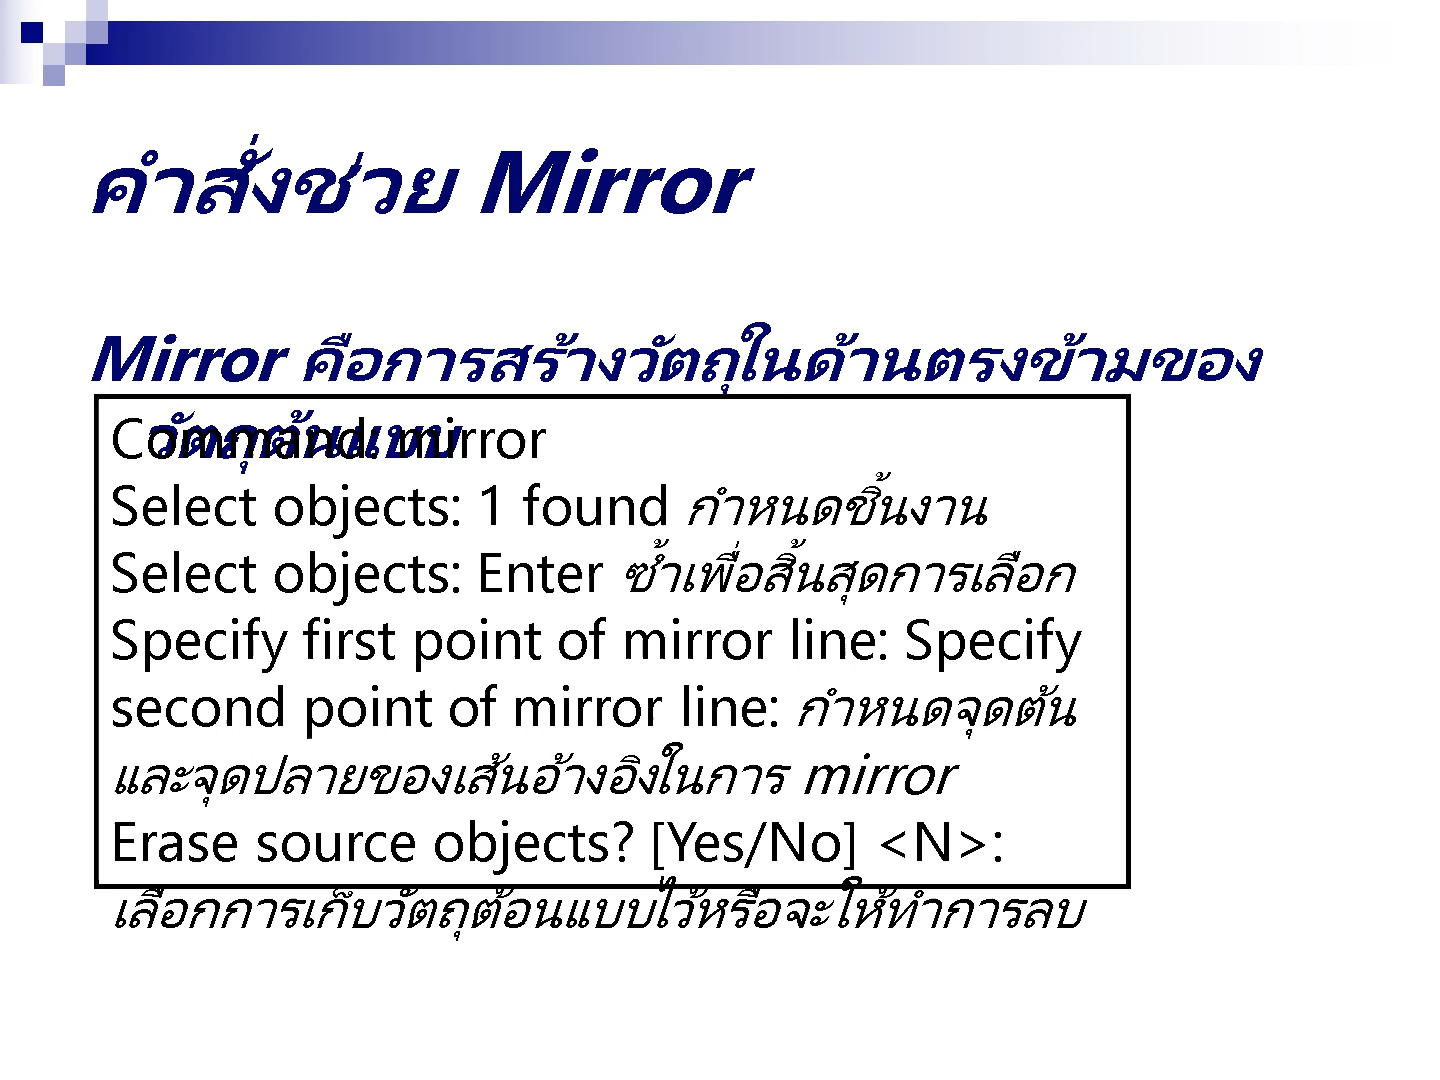 คำสั่งช่วย Mirror
Mirror คือการสร้างวัตถุในด้านตรงข้ามของ
วัตถุต้นแบบ
Command: mirror
Select objects: 1 found กำหนดชิ้นงาน
Select objects: Enter ซ้ำเพื่อสิ้นสุดการเลือก
Specify first point of mirror line: Specify
second point of mirror line: กำหนดจุดต้น
และจุดปลายของเส้นอ้างอิงในการ mirror
Erase source objects? [Yes/No] <N>:
เลือกการเก็บวัตถุต้อนแบบไว้หรือจะให้ทำการลบ